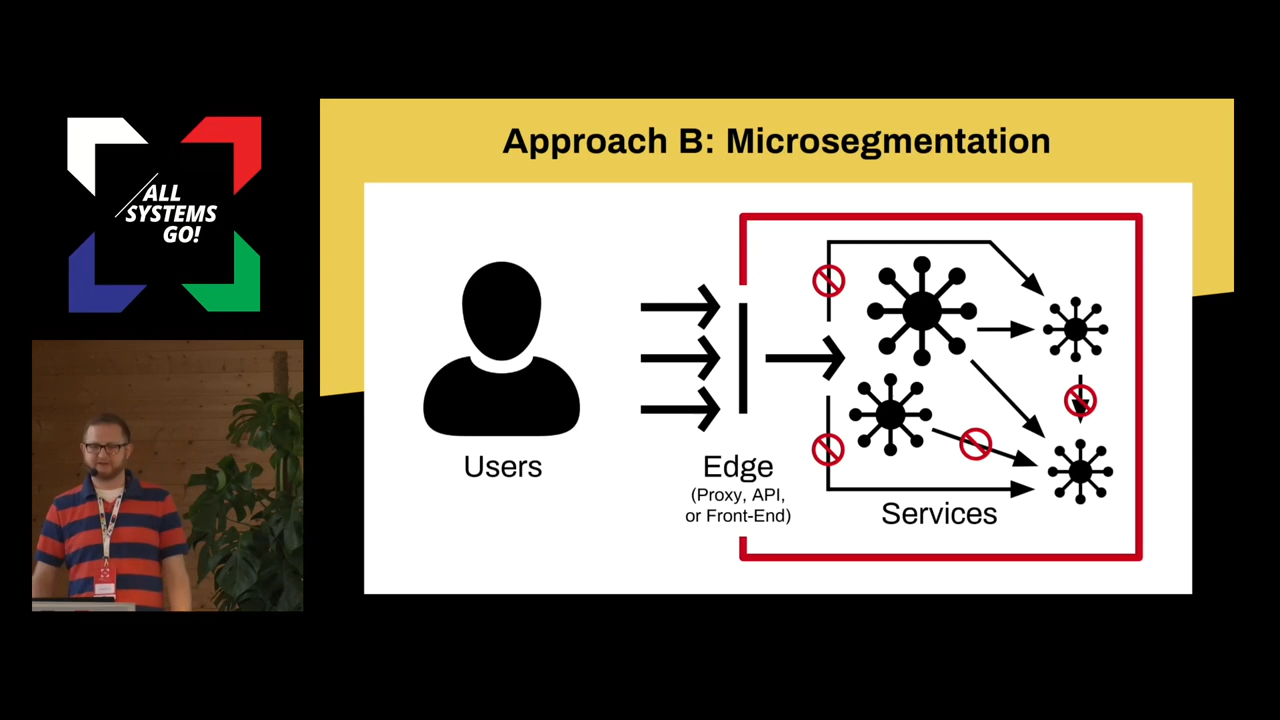 ALL
SYSTEMS
GO!
Approach B: Microsegmentation
Users
Edge
(Proxy, API,
or Front-End)
Services